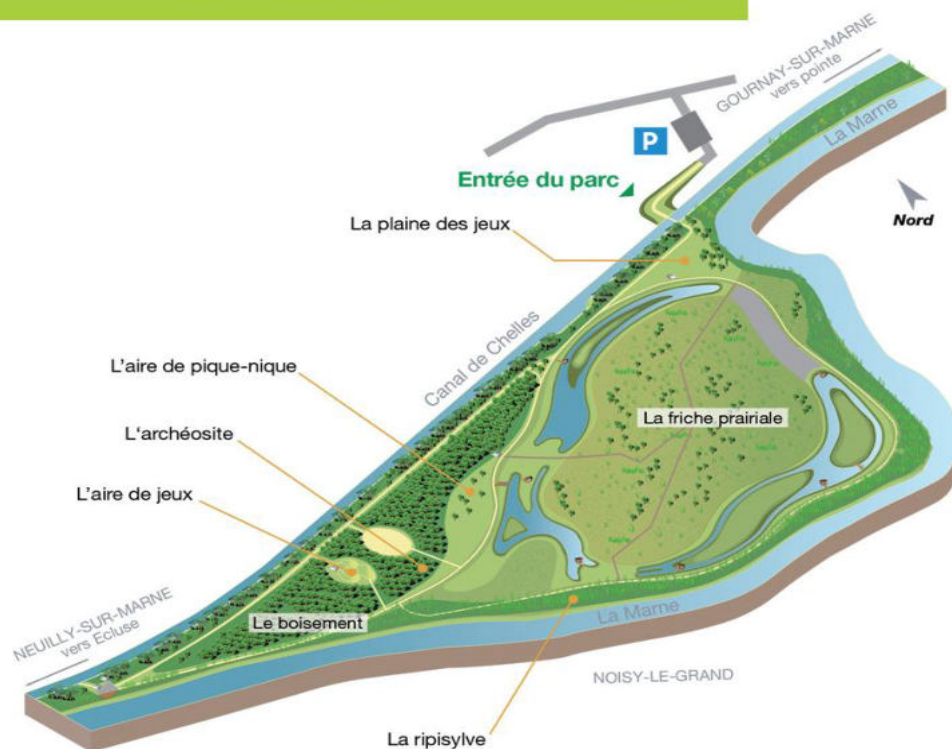 GOURNAY-SUR-MARNE
vers pointe
La Marne
P
Entrée du parc
Nord
La plaine des jeux
Canal de Chelles
L'aire de pique-nique
La friche prairiale
L'archéosite
L'aire de jeux
Le boisement
La Marne
NEUILLY-SUR-MARNE
vers Ecluse
NOISY-LE-GRAND
La ripisylve